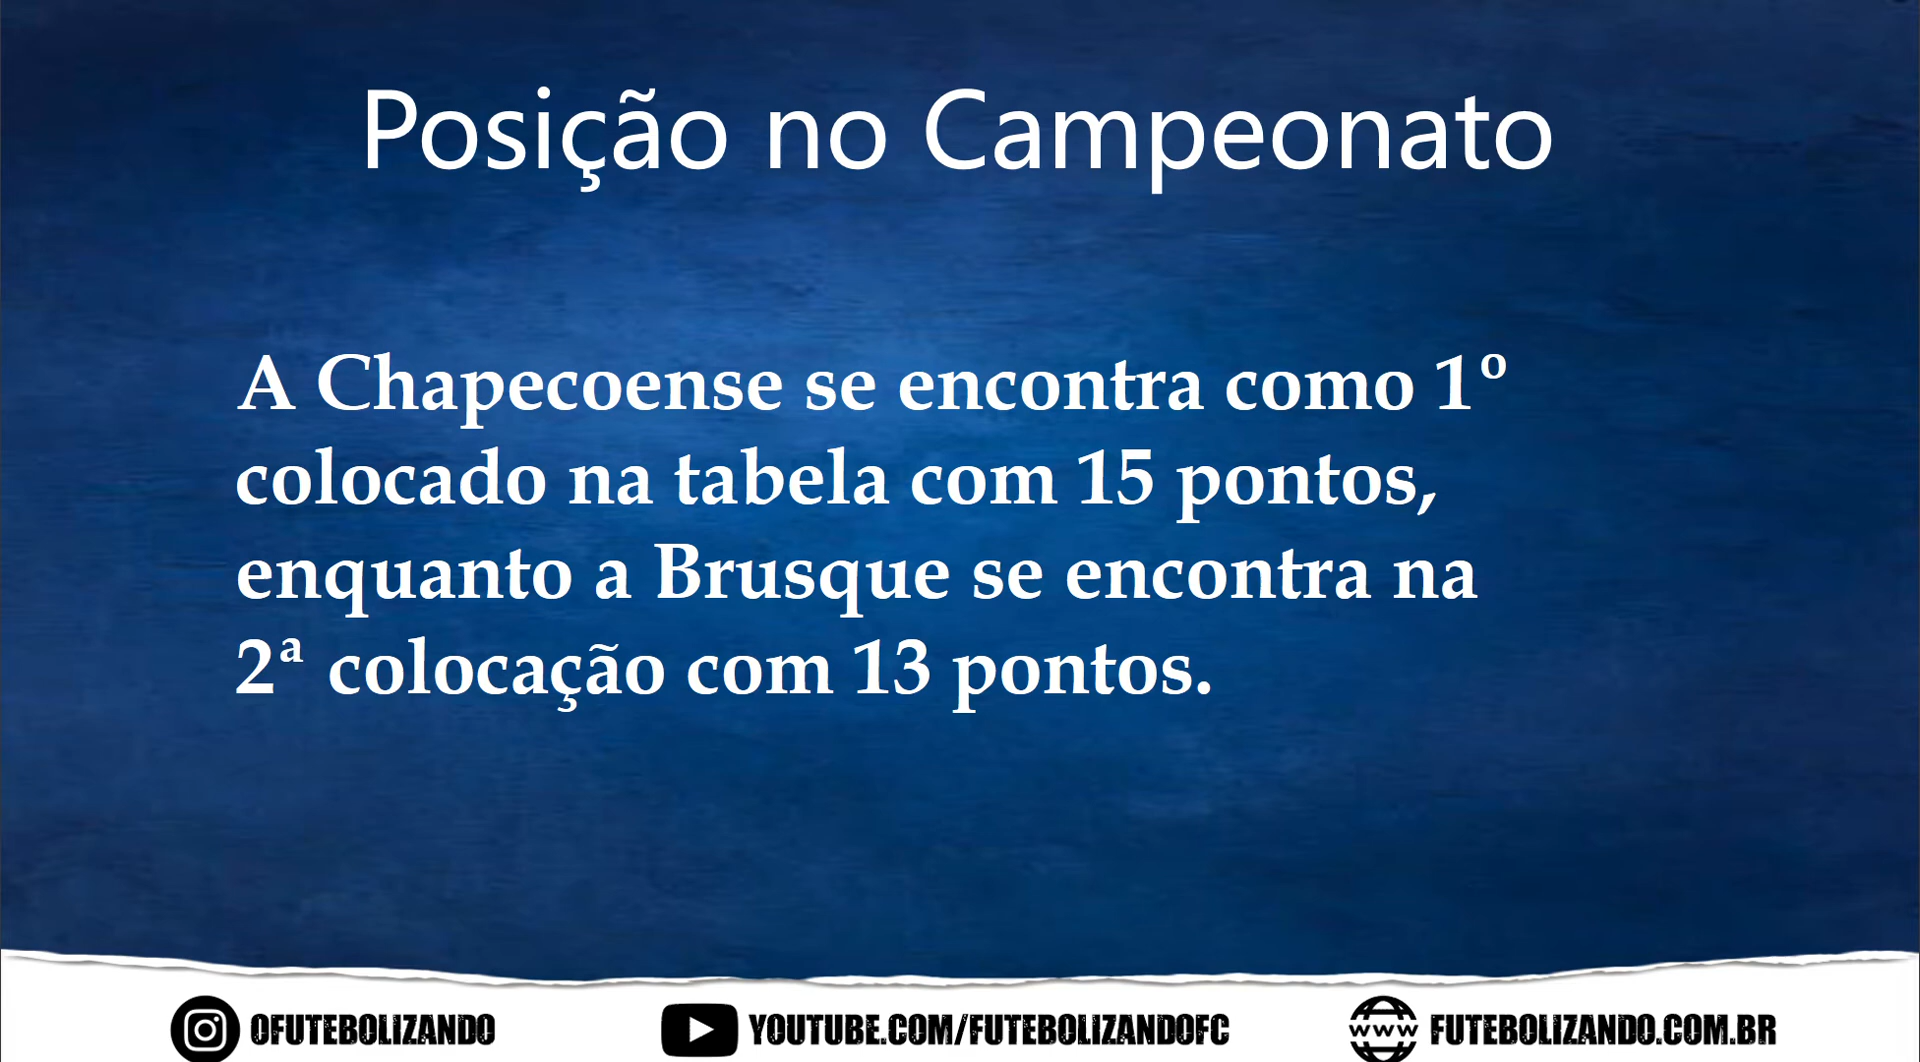 Posição no Campeonato
A Chapecoense se encontra como 1º
colocado na tabela com 15 pontos,
enquanto a Brusque se encontra na
2ª colocação com 13 pontos.
OFUTEBOLIZANDO
YOUTUBE.COM/FUTEBOLIZANDOFC
WWW
FUTEBOLIZANDO.COM.BR